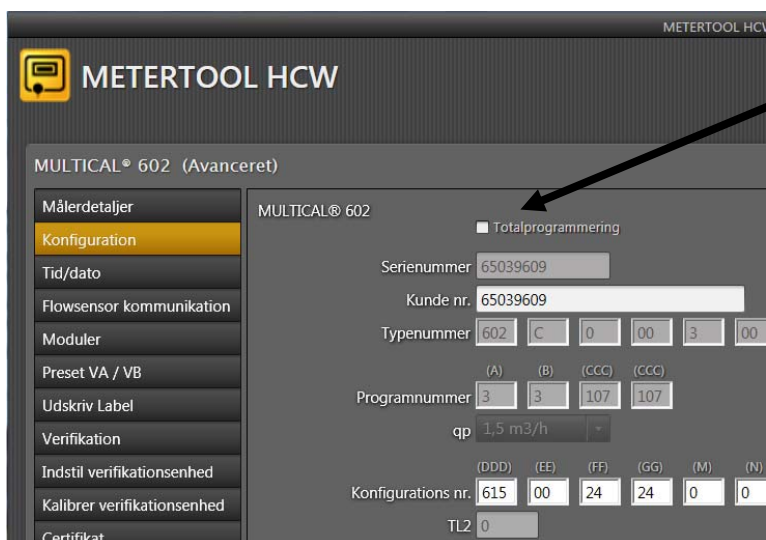 METERTOOL HCW
METERTOOL HCW
MULTICAL® 602 (Avanceret)
Målerdetaljer
Konfiguration
Tid/dato
Flowsensor kommunikation
Moduler
Preset VA / VB
Udskriv Label
Verifikation
Indstil verifikationsenhed
Kalibrer verifikationsenhed
Certifikat
MULTICAL® 602
Totalprogrammering
Serienummer 65039609
Kunde nr. 65039609
Typenummer 602 C 0 00 3 00
(A) (B) (CCC) (CCC)
Programnummer 3 3 107 107
qp 1,5 m3/h
(DDD) (EE) (FF) (GG) (M) (N)
Konfigurations nr. 615 00 24 24 0 0
TL2 0